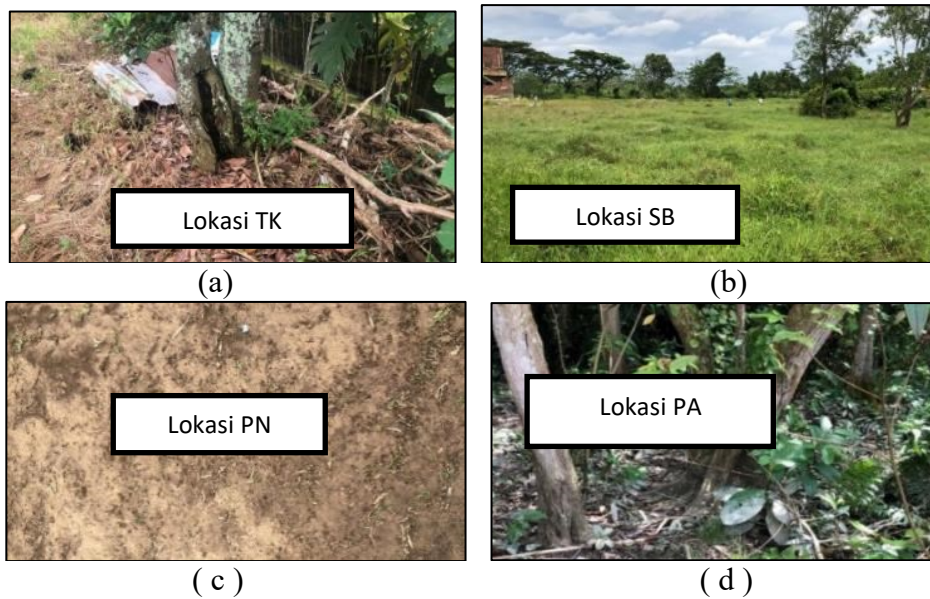 Lokasi TK
Lokasi SB
(a)
(b)
Lokasi PN
Lokasi PA
( c )
( d )